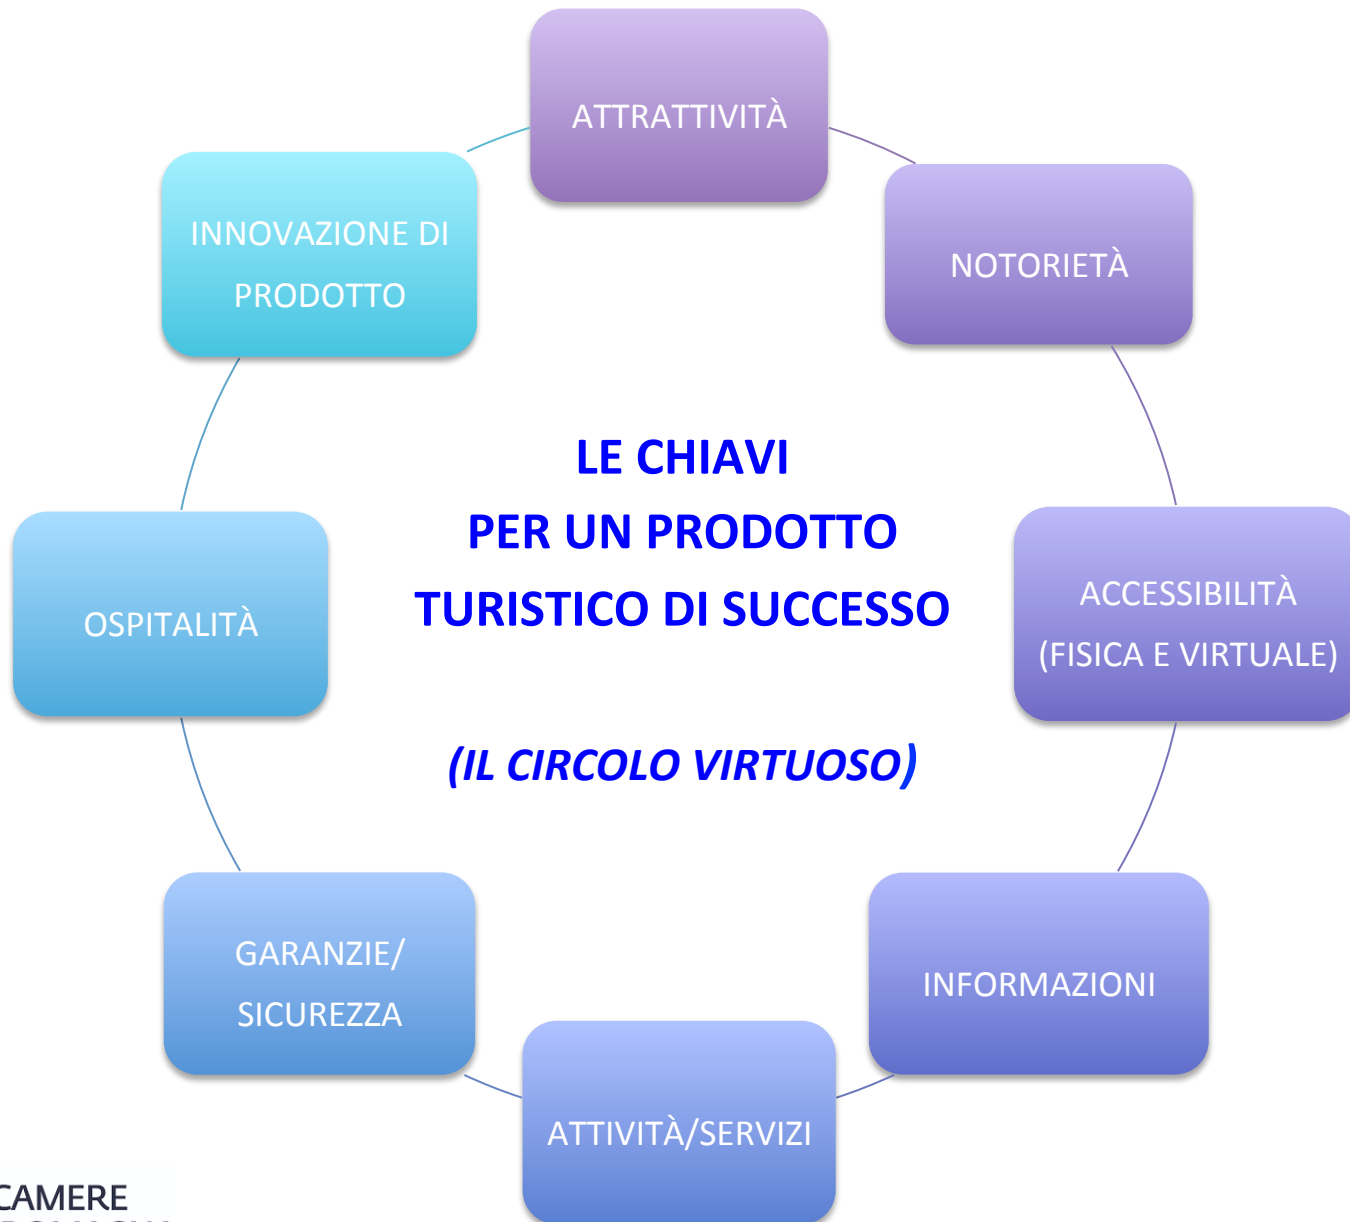 ATTRATTIVITÀ
NOTORIETÀ
ACCESSIBILITÀ
(FISICA E VIRTUALE)
INFORMAZIONI
ATTIVITÀ/SERVIZI
GARANZIE/
SICUREZZA
OSPITALITÀ
INNOVAZIONE DI
PRODOTTO
LE CHIAVI
PER UN PRODOTTO
TURISTICO DI SUCCESSO
(IL CIRCOLO VIRTUOSO)
CAMERE